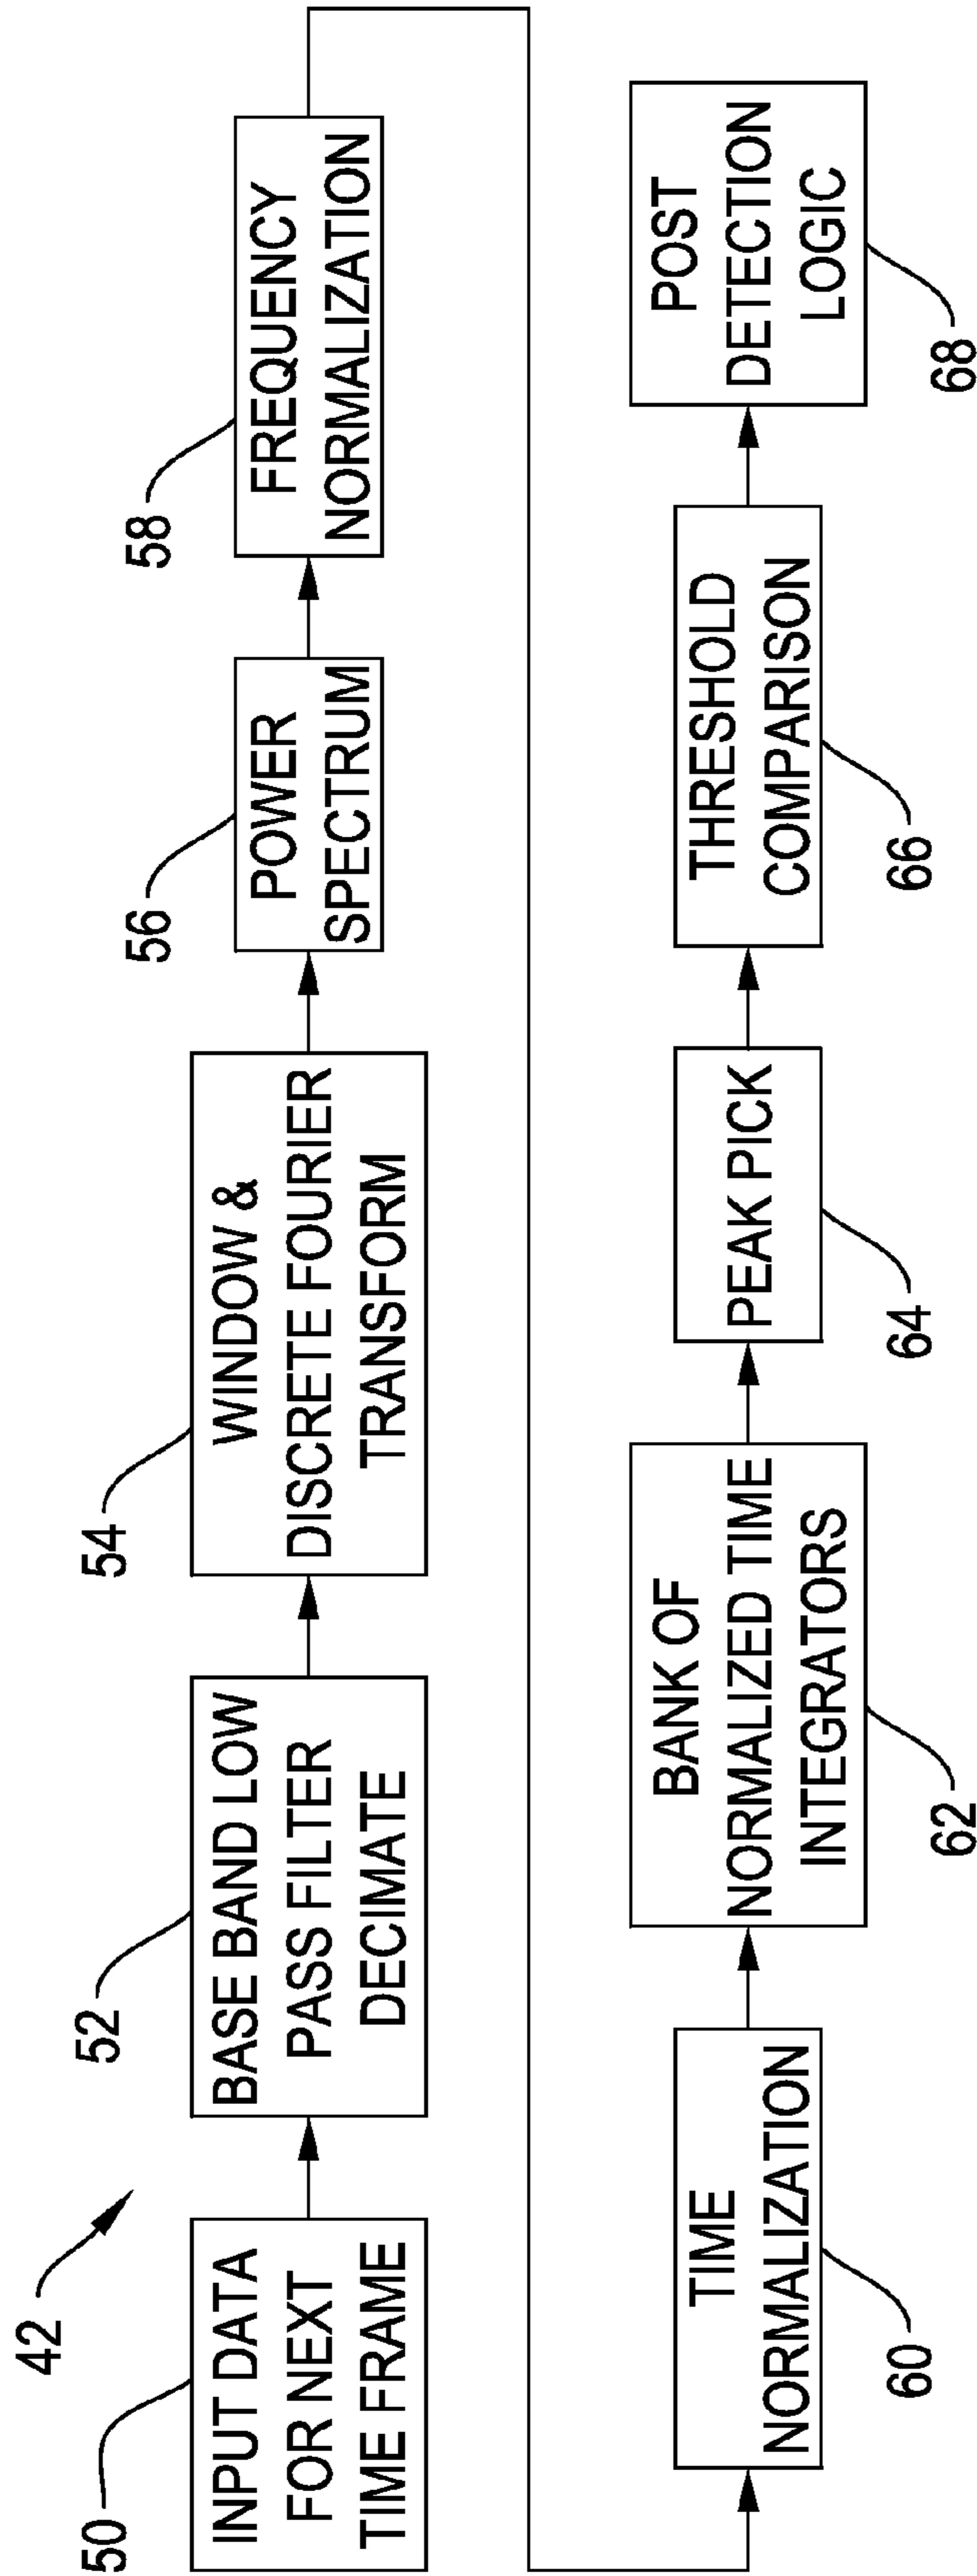 42
50
INPUT DATA
FOR NEXT
TIME FRAME
52
BASE BAND LOW
PASS FILTER
DECIMATE
54
WINDOW &
DISCRETE FOURIER
TRANSFORM
56
POWER
SPECTRUM
58
FREQUENCY
NORMALIZATION
TIME
NORMALIZATION
60
BANK OF
NORMALIZED TIME
INTEGRATORS
62
PEAK PICK
64
THRESHOLD
COMPARISON
66
POST
DETECTION
LOGIC
68